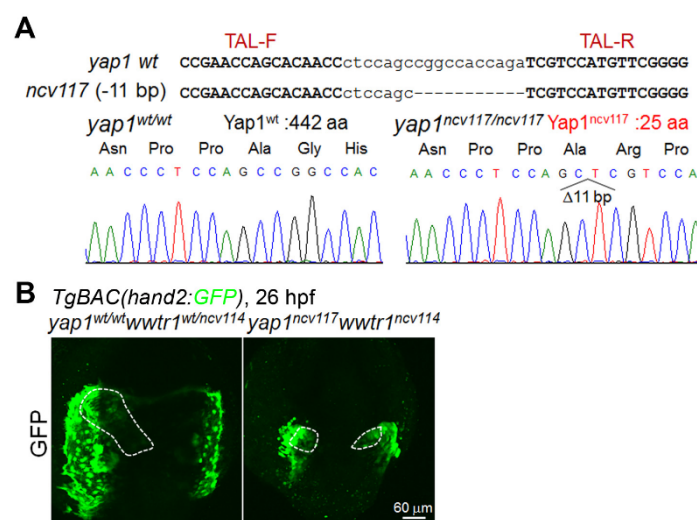 A
TAL-F TAL-R
yap1 wt CCGAACCAGCACAACCctccagccggccaccagaTCGTCCATGTTCGGGG
ncv117 (-11 bp) CCGAACCAGCACAACCctccagc-----------TCGTCCATGTTCGGGG
yap1wt/wt Yap1wt :442 aa yap1ncv117/ncv117 Yap1ncv117 :25 aa
Asn Pro Pro Ala Gly His Asn Pro Pro Ala Arg Pro
A A C C C T C C A G C C G G C C A C A A C C C T C C A G C T C G T C C A
Δ11 bp
B TgBAC(hand2:GFP), 26 hpf
yap1wt/wtwwtr1wt/ncv114 yap1ncv117wwtr1ncv114
GFP
60 μm